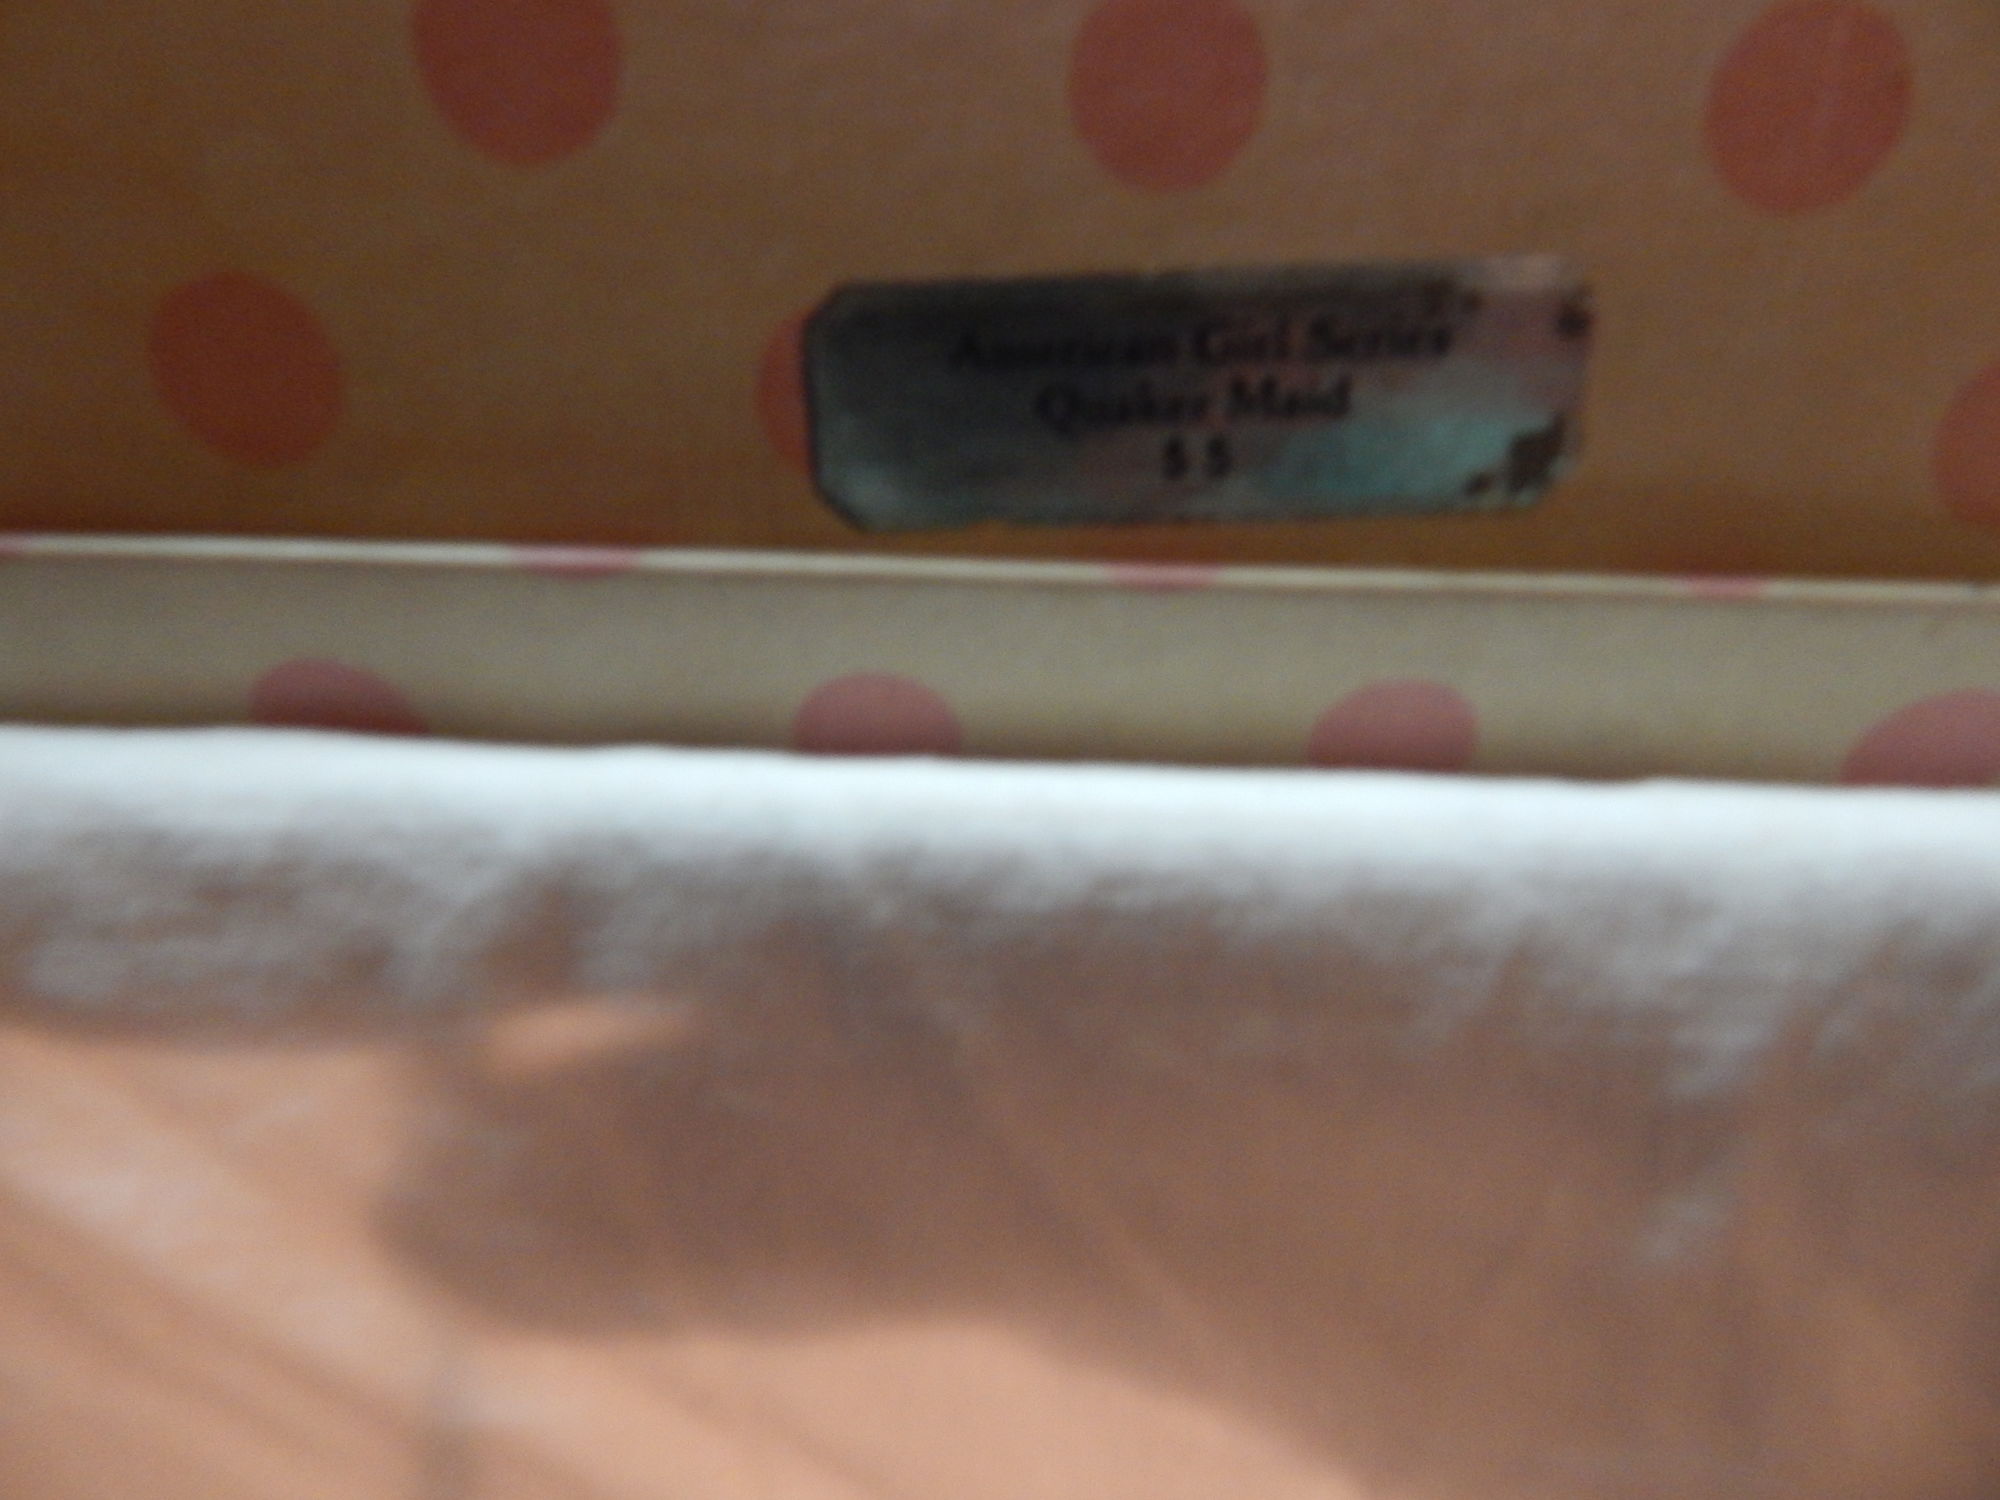 American Girl Series
Quaker Maid
55